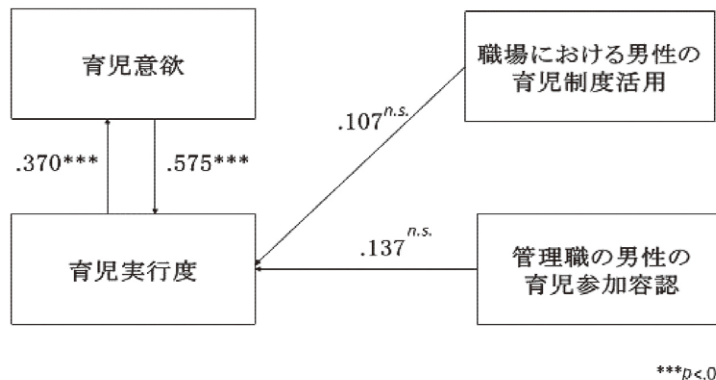 育児意欲
職場における男性の
育児制度活用
.107n.s.
.370***
.575***
育児実行度
.137n.s.
管理職の男性の
育児参加容認
***p<.0